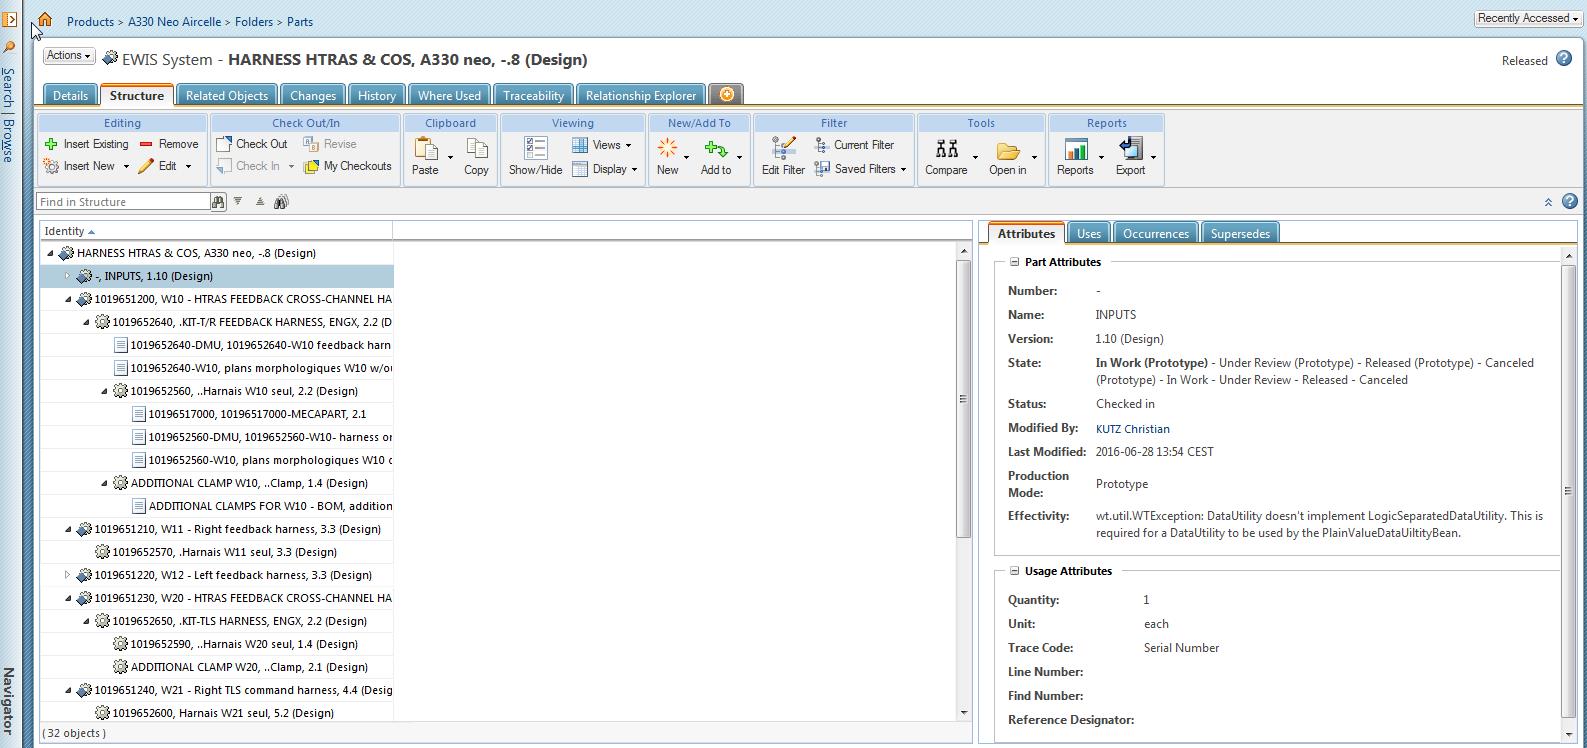 Products > A330 Neo Aircelle > Folders > Parts
Recently Accessed
Actions
EWIS System - HARNESS HTRAS & COS, A330 neo, -.8 (Design)
Released
Search | Browse
Navigator
Details Structure Related Objects Changes History Where Used Traceability Relationship Explorer
Editing Check Out/In Clipboard Viewing New/Add To Filter Tools Reports
Insert Existing Remove Check Out Revise Views Current Filter
Insert New Edit Check In My Checkouts Paste Copy Show/Hide Display New Add to Edit Filter Saved Filters Compare Open in Reports Export
Find in Structure
Identity
HARNESS HTRAS & COS, A330 neo, -.8 (Design)
-, INPUTS, 1.10 (Design)
1019651200, W10 - HTRAS FEEDBACK CROSS-CHANNEL HA
1019652640, .KIT-T/R FEEDBACK HARNESS, ENGX, 2.2 (D
1019652640-DMU, 1019652640-W10 feedback harn
1019652640-W10, plans morphologiques W10 w/o
1019652560, ..Harnais W10 seul, 2.2 (Design)
10196517000, 10196517000-MECAPART, 2.1
1019652560-DMU, 1019652560-W10- harness or
1019652560-W10, plans morphologiques W10
ADDITIONAL CLAMP W10, ..Clamp, 1.4 (Design)
ADDITIONAL CLAMPS FOR W10 - BOM, addition
1019651210, W11 - Right feedback harness, 3.3 (Design)
1019652570, .Harnais W11 seul, 3.3 (Design)
1019651220, W12 - Left feedback harness, 3.3 (Design)
1019651230, W20 - HTRAS FEEDBACK CROSS-CHANNEL HA
1019652650, .KIT-TLS HARNESS, ENGX, 2.2 (Design)
1019652590, ..Harnais W20 seul, 1.4 (Design)
ADDITIONAL CLAMP W20, ..Clamp, 2.1 (Design)
1019651240, W21 - Right TLS command harness, 4.4 (Desig
1019652600, Harnais W21 seul, 5.2 (Design)
( 32 objects )
Attributes Uses Occurrences Supersedes
Part Attributes
Number: -
Name: INPUTS
Version: 1.10 (Design)
State: In Work (Prototype) - Under Review (Prototype) - Released (Prototype) - Canceled
(Prototype) - In Work - Under Review - Released - Canceled
Status: Checked in
Modified By: KUTZ Christian
Last Modified: 2016-06-28 13:54 CEST
Production
Mode: Prototype
Effectivity: wt.util.WTException: DataUtility doesn't implement LogicSeparatedDataUtility. This is
required for a DataUtility to be used by the PlainValueDataUiltityBean.
Usage Attributes
Quantity: 1
Unit: each
Trace Code: Serial Number
Line Number:
Find Number:
Reference Designator: